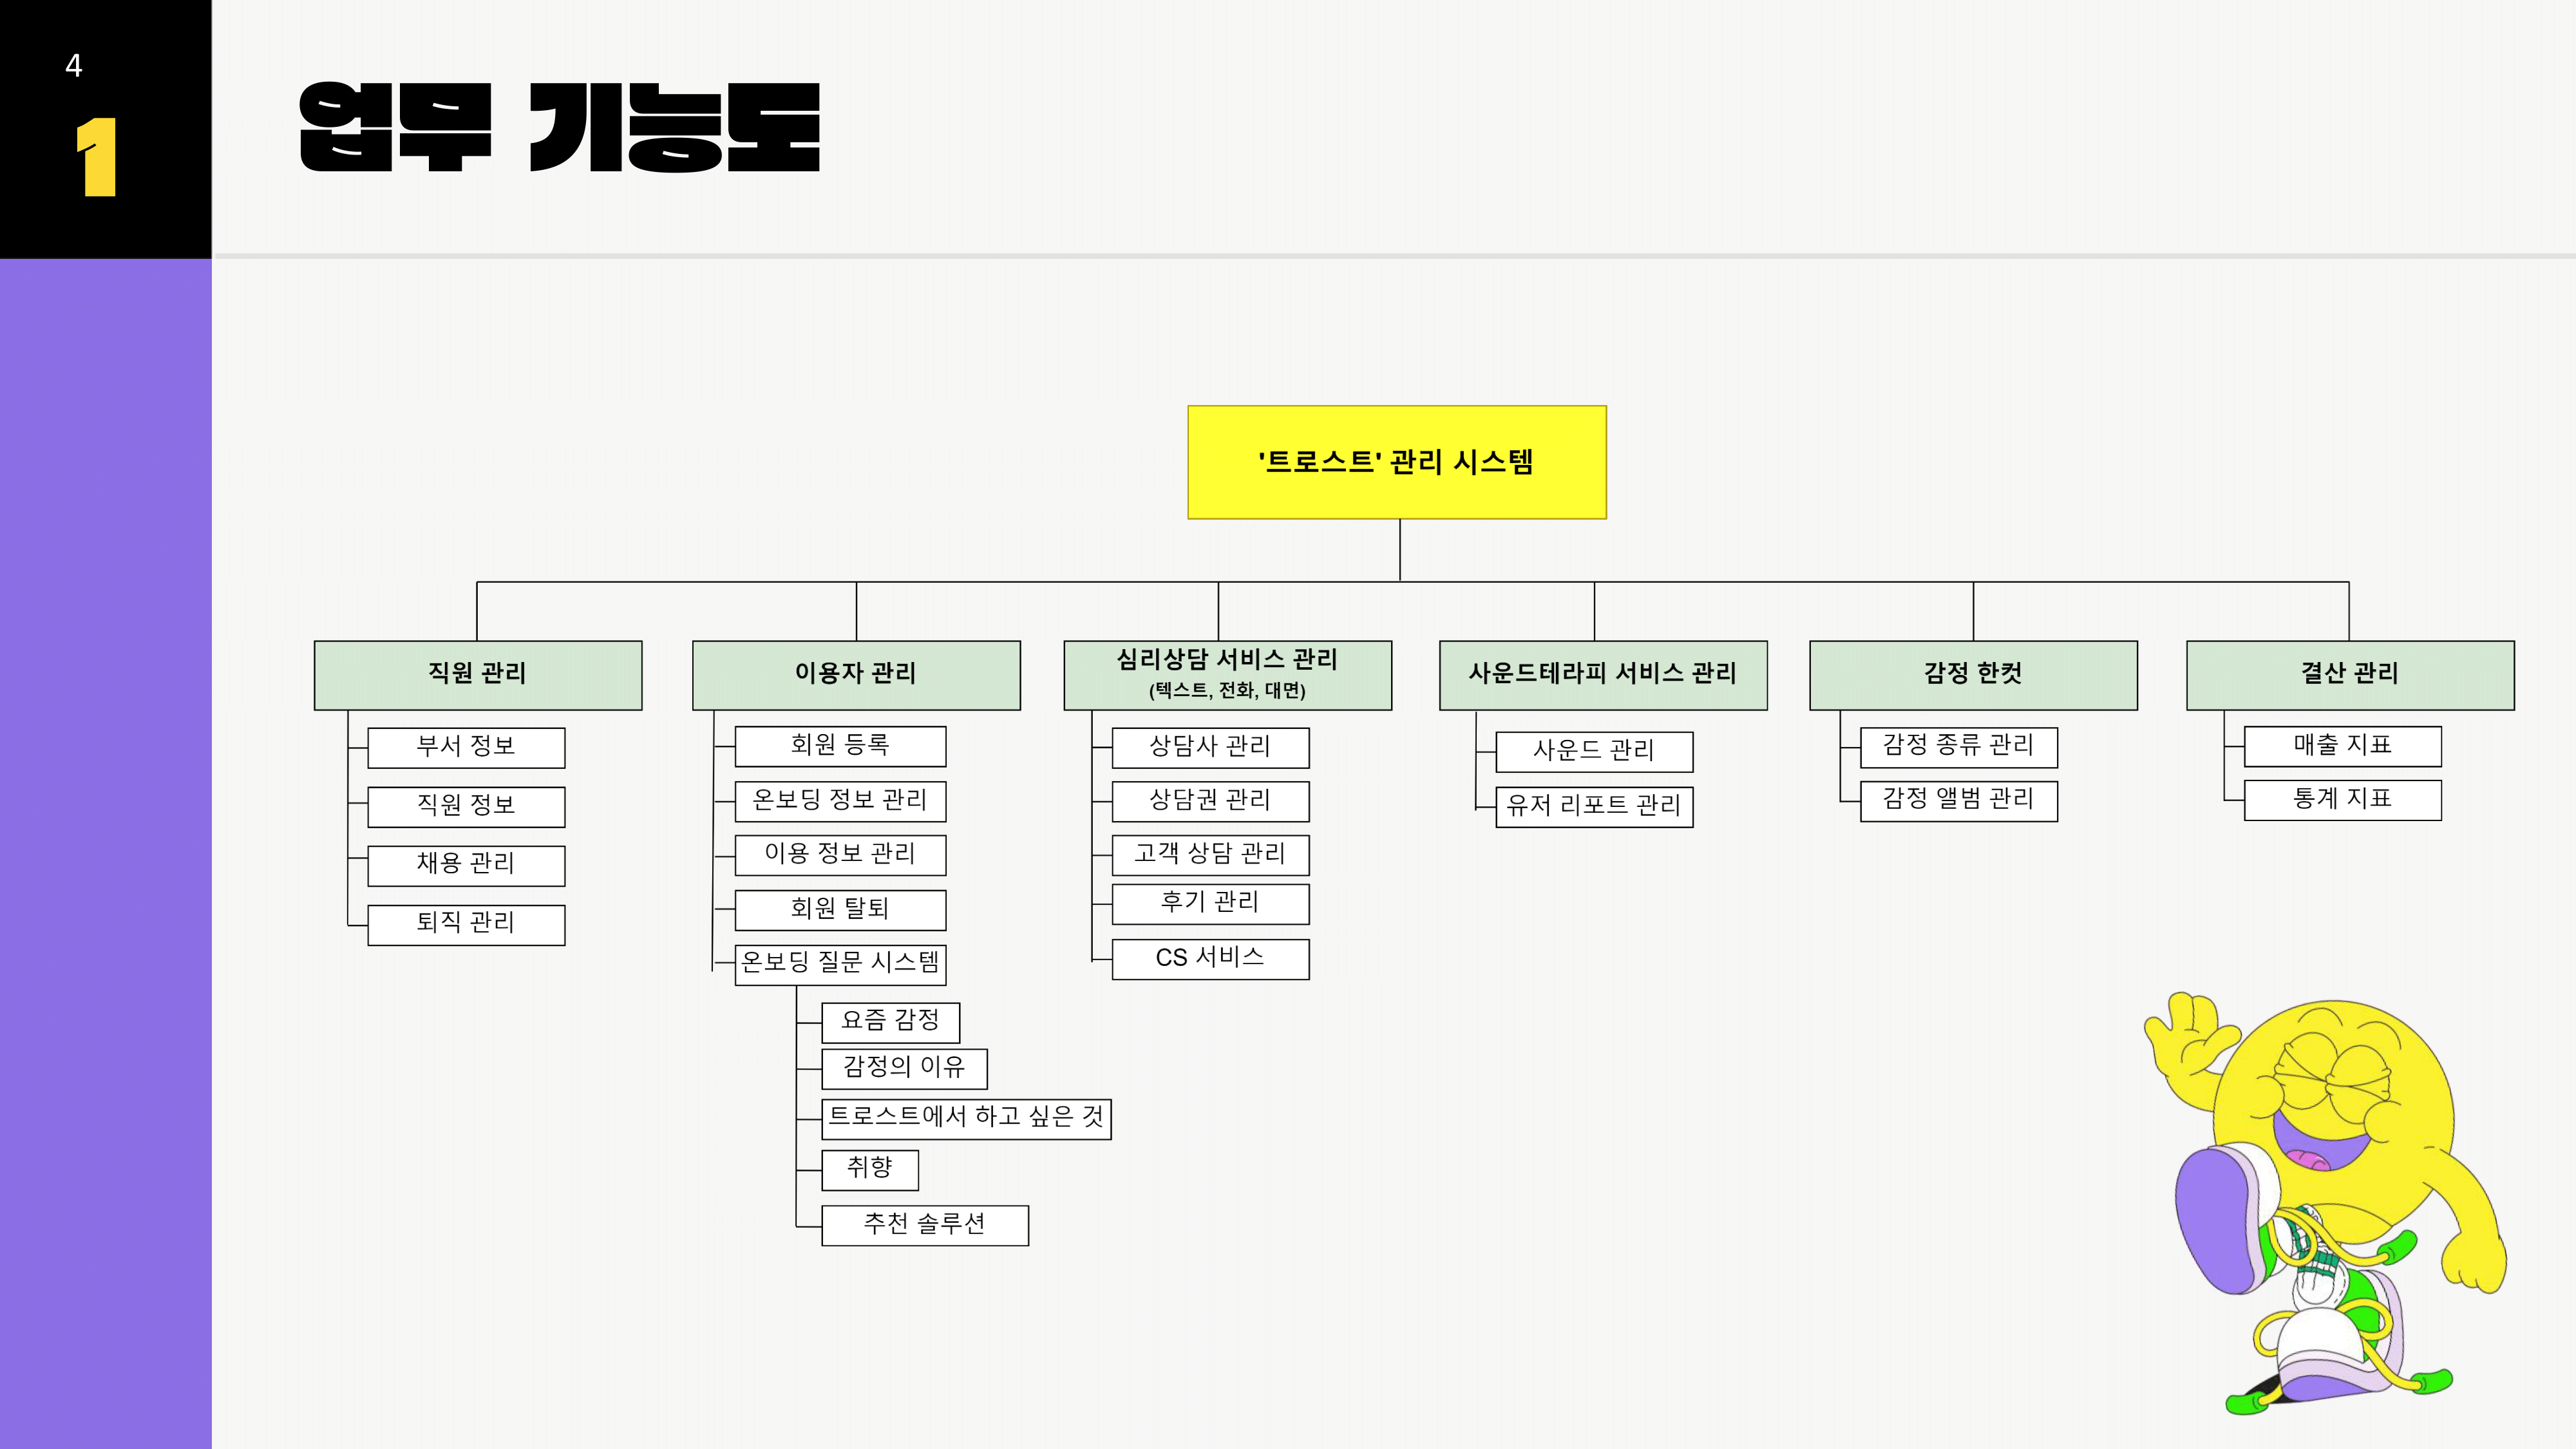 4
1
업무 기능도
'트로스트' 관리 시스템
직원 관리
부서 정보
직원 정보
채용 관리
퇴직 관리
이용자 관리
회원 등록
온보딩 정보 관리
이용 정보 관리
회원 탈퇴
온보딩 질문 시스템
요즘 감정
감정의 이유
트로스트에서 하고 싶은 것
취향
추천 솔루션
심리상담 서비스 관리
(텍스트, 전화, 대면)
상담사 관리
상담권 관리
고객 상담 관리
후기 관리
CS 서비스
사운드테라피 서비스 관리
사운드 관리
유저 리포트 관리
감정 한컷
감정 종류 관리
감정 앨범 관리
결산 관리
매출 지표
통계 지표